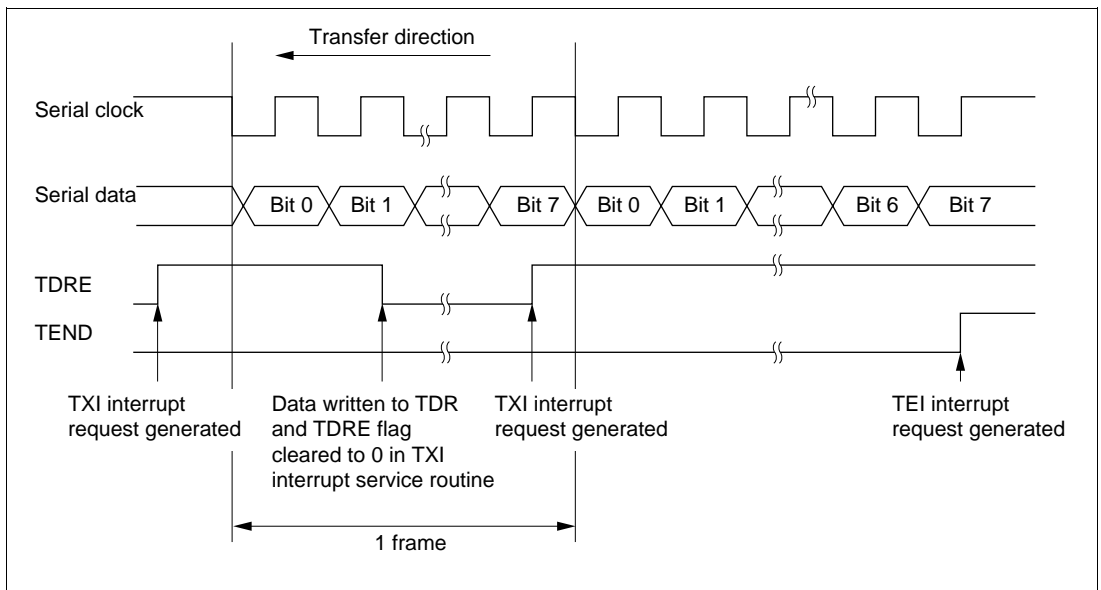 Transfer direction
Serial clock
Serial data
Bit 0
Bit 1
Bit 7
Bit 0
Bit 1
Bit 6
Bit 7
TDRE
TEND
TXI interrupt
request generated
Data written to TDR
and TDRE flag
cleared to 0 in TXI
interrupt service routine
TXI interrupt
request generated
TEI interrupt
request generated
1 frame